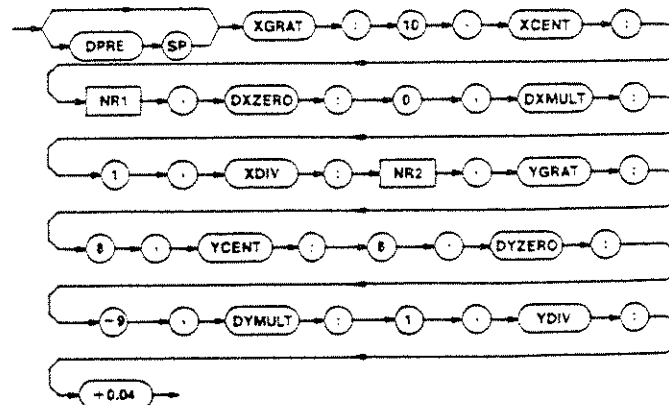 DPRE SP XGRAT : 10 , XCENT :
NR1 , DXZERO : 0 , DXMULT :
1 , XDIV : NR2 , YGRAT :
8 , YCENT : 6 , DYZERO :
-9 , DYMULT : 1 , YDIV :
+0.04